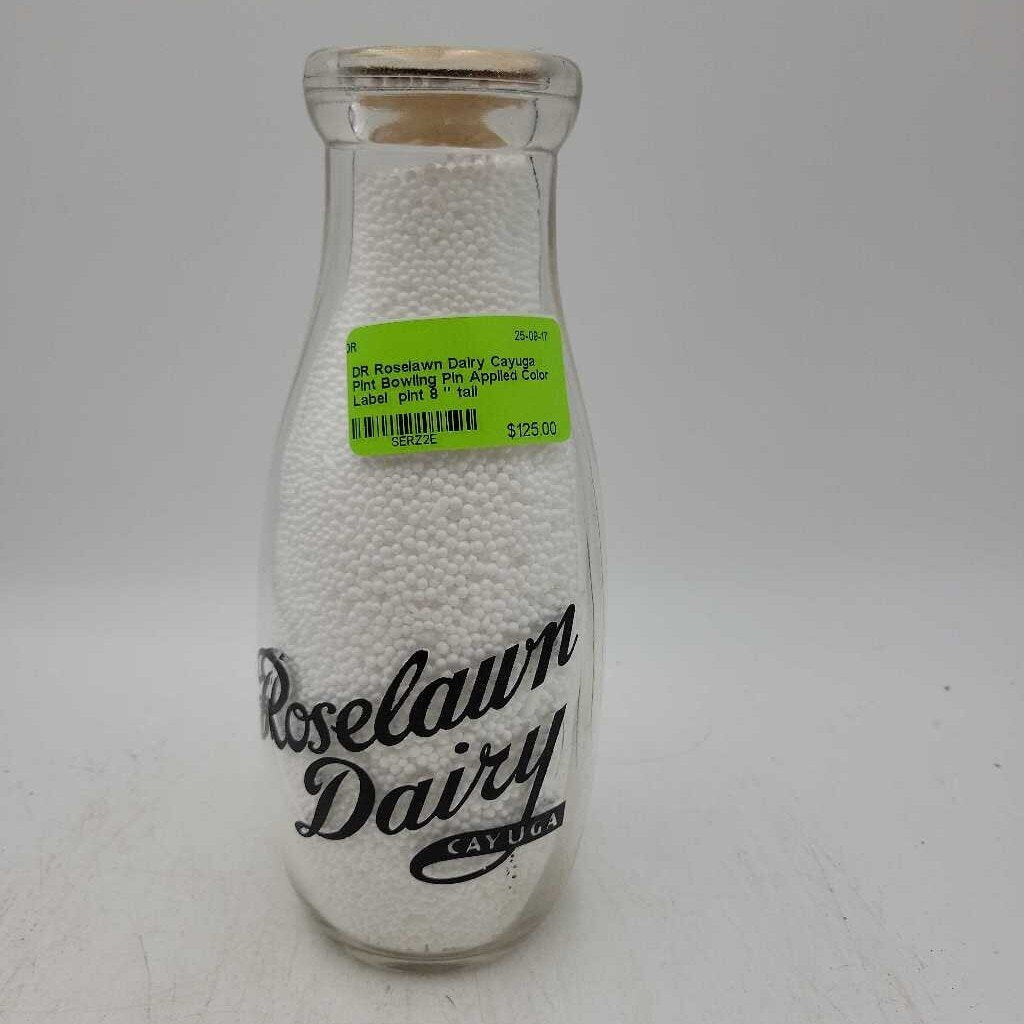 DR 25-09-17
DR Roselawn Dairy Cayuga
Pint Bowling Pin Applied Color
Label pint 8 " tall
SERZ2E $125.00
Roselawn
Dairy
CAYUGA